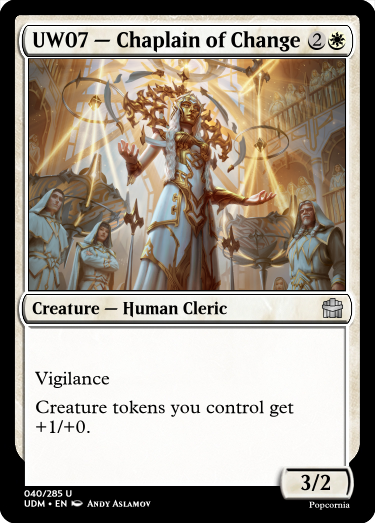 UW07 — Chaplain of Change 2
Creature — Human Cleric
Vigilance
Creature tokens you control get
+1/+0.
3/2
040/285 U
UDM • EN Andy Aslamov
Popcornia